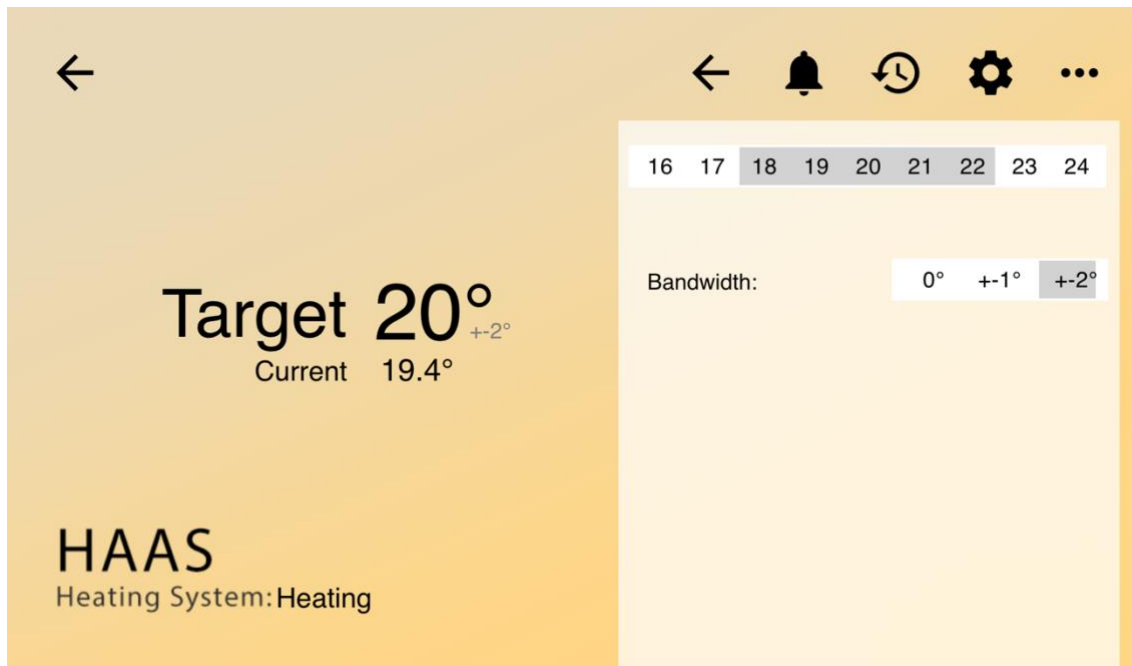 16 17 18 19 20 21 22 23 24
Bandwidth: 0° +-1° +-2°
Target 20° +-2°
Current 19.4°
HAAS
Heating System: Heating